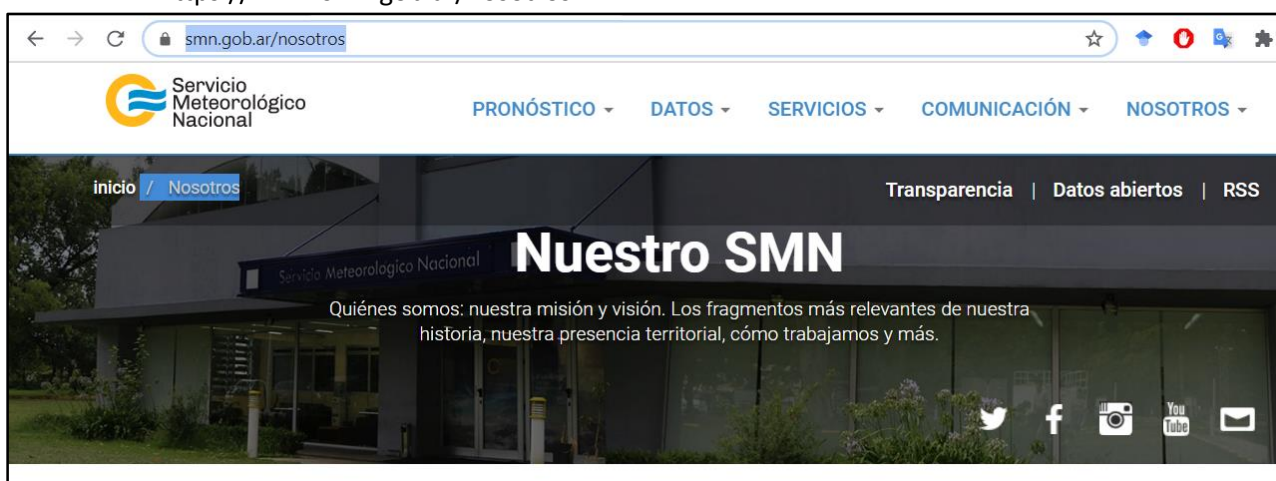 smn.gob.ar/nosotros
Servicio
Meteorológico
Nacional
PRONÓSTICO DATOS SERVICIOS COMUNICACIÓN NOSOTROS
inicio / Nosotros
Transparencia | Datos abiertos | RSS
Servicio Meteorologico Nacional
Nuestro SMN
Quiénes somos: nuestra misión y visión. Los fragmentos más relevantes de nuestra
historia, nuestra presencia territorial, cómo trabajamos y más.
You
Tube